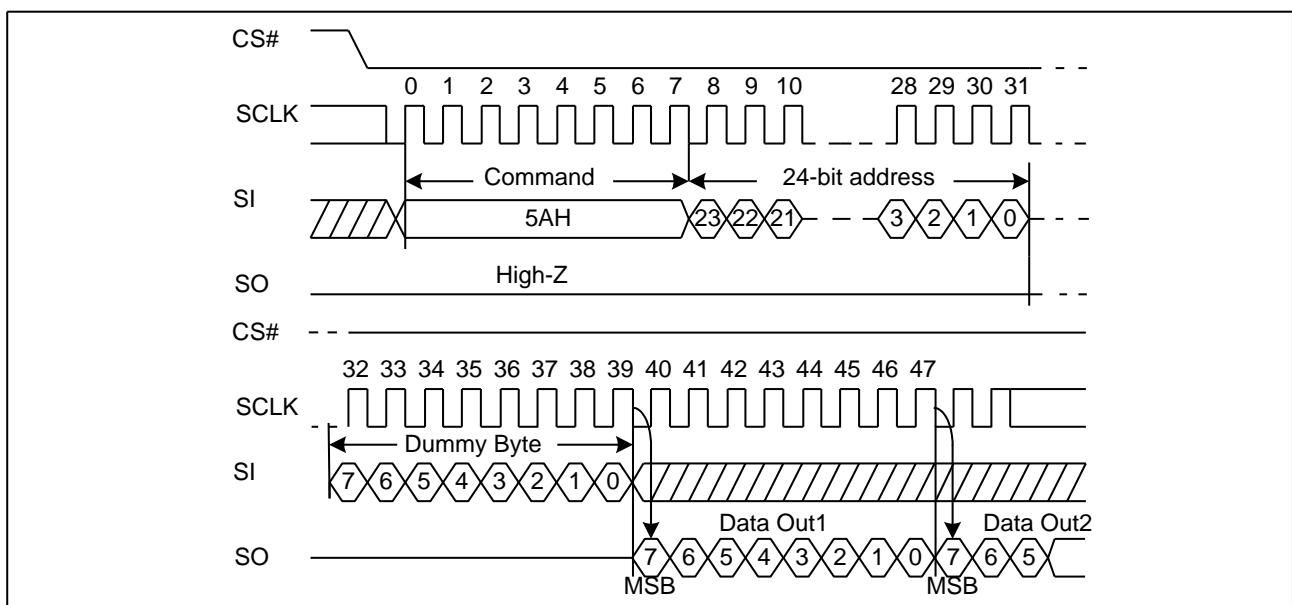 CS#
0 1 2 3 4 5 6 7 8 9 10 28 29 30 31
SCLK
Command 24-bit address
SI
5AH 23 22 21 3 2 1 0
High-Z
SO
CS#
32 33 34 35 36 37 38 39 40 41 42 43 44 45 46 47
SCLK
Dummy Byte
SI
7 6 5 4 3 2 1 0
Data Out1 Data Out2
SO
7 6 5 4 3 2 1 0 7 6 5
MSB MSB